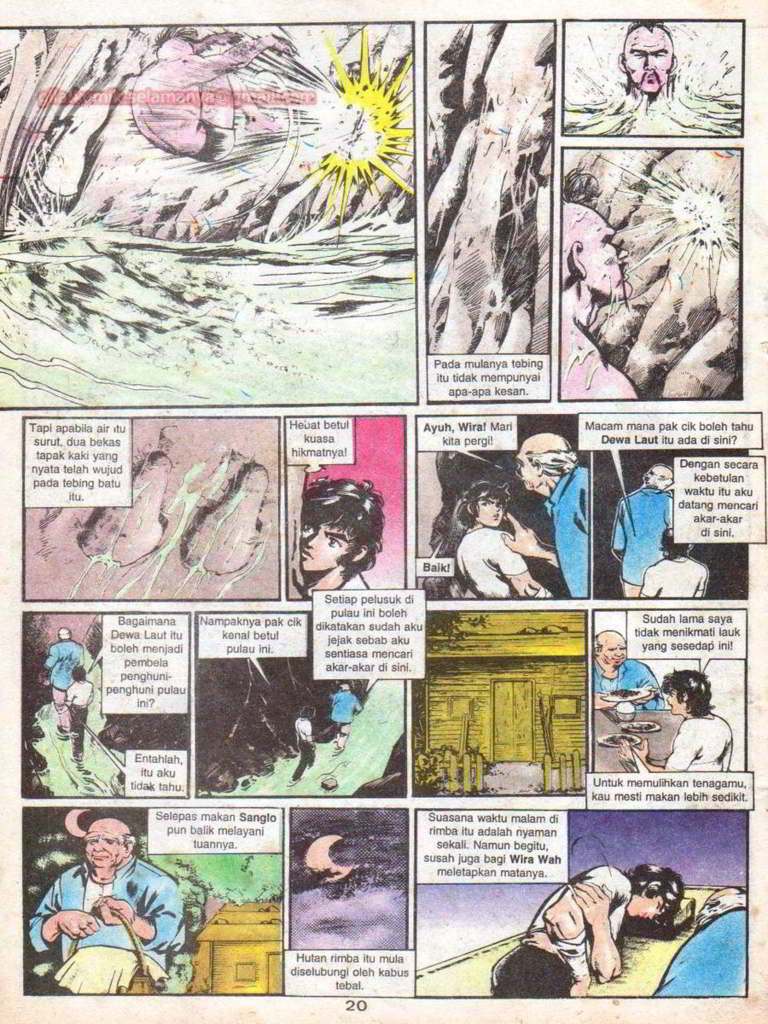 Pada mulanya tebing
itu tidak mempunyai
apa-apa kesan.
Tapi apabila air itu
surut, dua bekas
tapak kaki yang
nyata telah wujud
pada tebing batu
itu.
Hebat betul
kuasa
hikmatnya!
Ayuh, Wira! Mari
kita pergi!
Baik!
Macam mana pak cik boleh tahu
Dewa Laut itu ada di sini?
Dengan secara
kebetulan
waktu itu aku
datang mencari
akar-akar
di sini.
Bagaimana
Dewa Laut itu
boleh menjadi
pembela
penghuni-
penghuni pulau
ini?
Entahlah,
itu aku
tidak tahu.
Nampaknya pak cik
kenal betul
pulau ini.
Setiap pelusuk di
pulau ini boleh
dikatakan sudah aku
jejak sebab aku
sentiasa mencari
akar-akar di sini.
Sudah lama saya
tidak menikmati lauk
yang sesedap ini!
Untuk memulihkan tenagamu,
kau mesti makan lebih sedikit.
Selepas makan Sanglo
pun balik melayani
tuannya.
Hutan rimba itu mula
diselubungi oleh kabus
tebal.
Suasana waktu malam di
rimba itu adalah nyaman
sekali. Namun begitu,
susah juga bagi Wira Wah
meletapkan matanya.
20